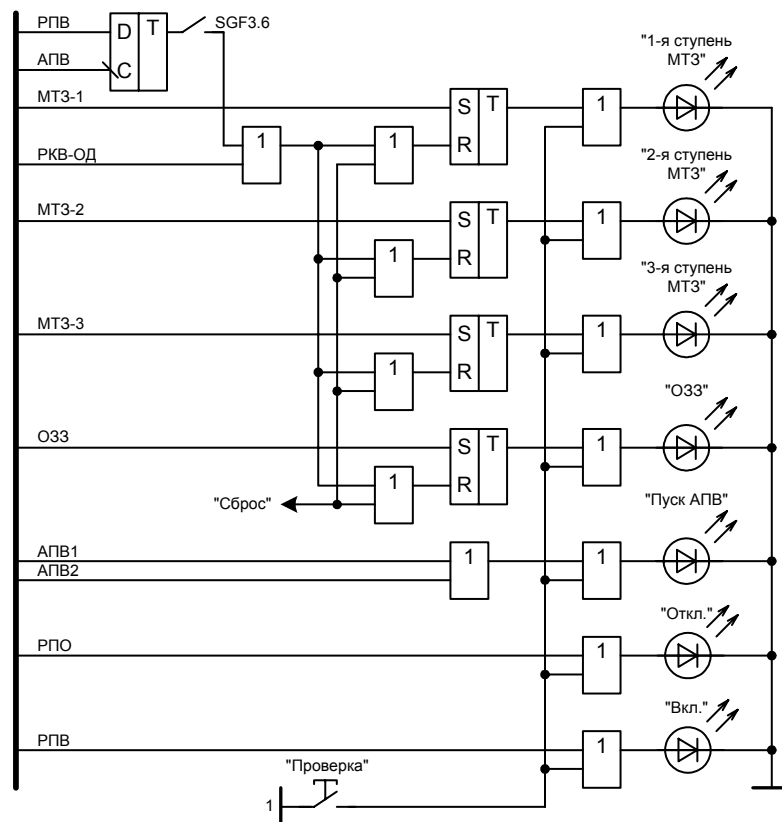 РПВ
D T
SGF3.6
АПВ
C
"1-я ступень
МТЗ"
МТЗ-1
S T
1
1
1
R
РКВ-ОД
"2-я ступень
МТЗ"
МТЗ-2
S T
1
1
R
"3-я ступень
МТЗ"
МТЗ-3
S T
1
1
R
"ОЗЗ"
ОЗЗ
S T
1
1
R
"Сброс"
"Пуск АПВ"
АПВ1
1
1
АПВ2
"Откл."
РПО
1
"Вкл."
РПВ
1
"Проверка"
1